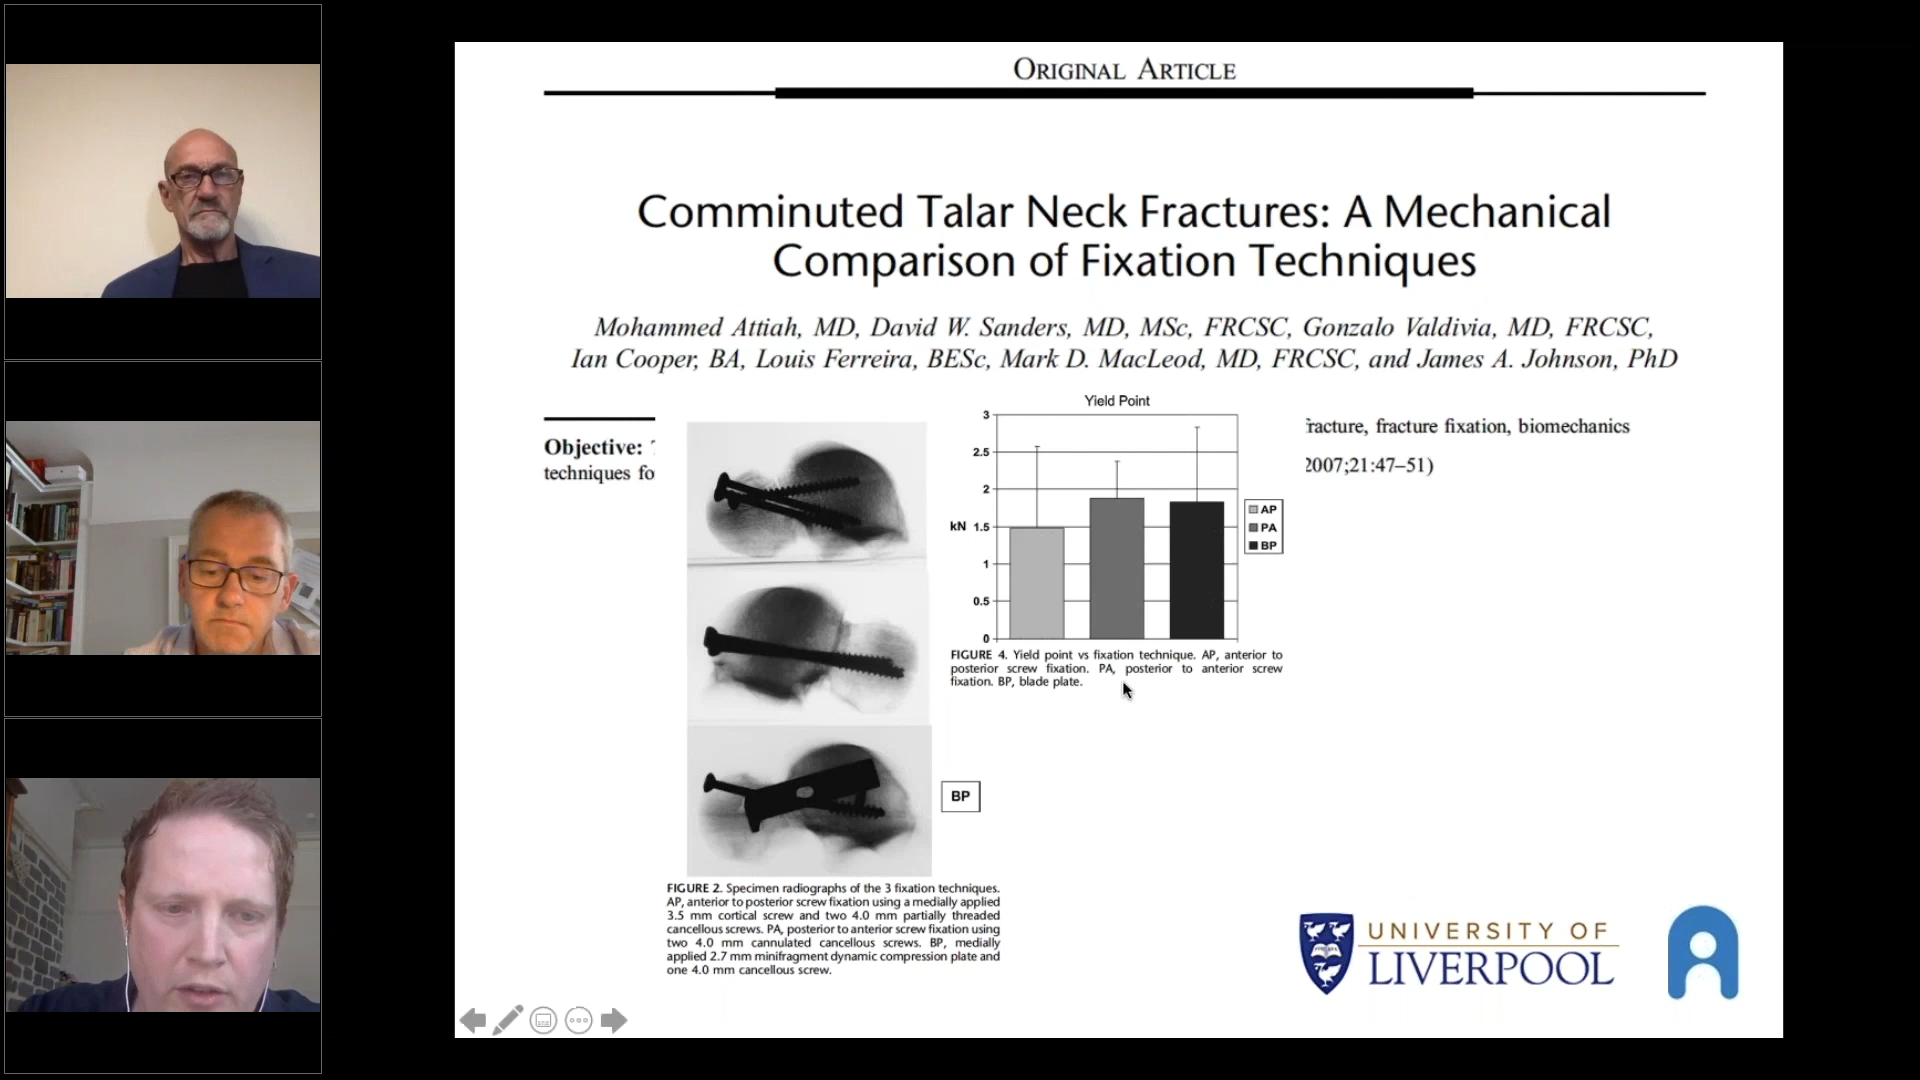 ORIGINAL ARTICLE
Comminuted Talar Neck Fractures: A Mechanical
Comparison of Fixation Techniques
Mohammed Attiah, MD, David W. Sanders, MD, MSc, FRCSC, Gonzalo Valdivia, MD, FRCSC,
Ian Cooper, BA, Louis Ferreira, BESc, Mark D. MacLeod, MD, FRCSC, and James A. Johnson, PhD
Objective:
techniques fo
fracture, fracture fixation, biomechanics
2007;21:47–51)
Yield Point
3
2.5
2
kN 1.5
1
0.5
0
AP
PA
BP
FIGURE 4. Yield point vs fixation technique. AP, anterior to
posterior screw fixation. PA, posterior to anterior screw
fixation. BP, blade plate.
BP
FIGURE 2. Specimen radiographs of the 3 fixation techniques.
AP, anterior to posterior screw fixation using a medially applied
3.5 mm cortical screw and two 4.0 mm partially threaded
cancellous screws. PA, posterior to anterior screw fixation using
two 4.0 mm cannulated cancellous screws. BP, medially
applied 2.7 mm minifragment dynamic compression plate and
one 4.0 mm cancellous screw.
UNIVERSITY OF
LIVERPOOL